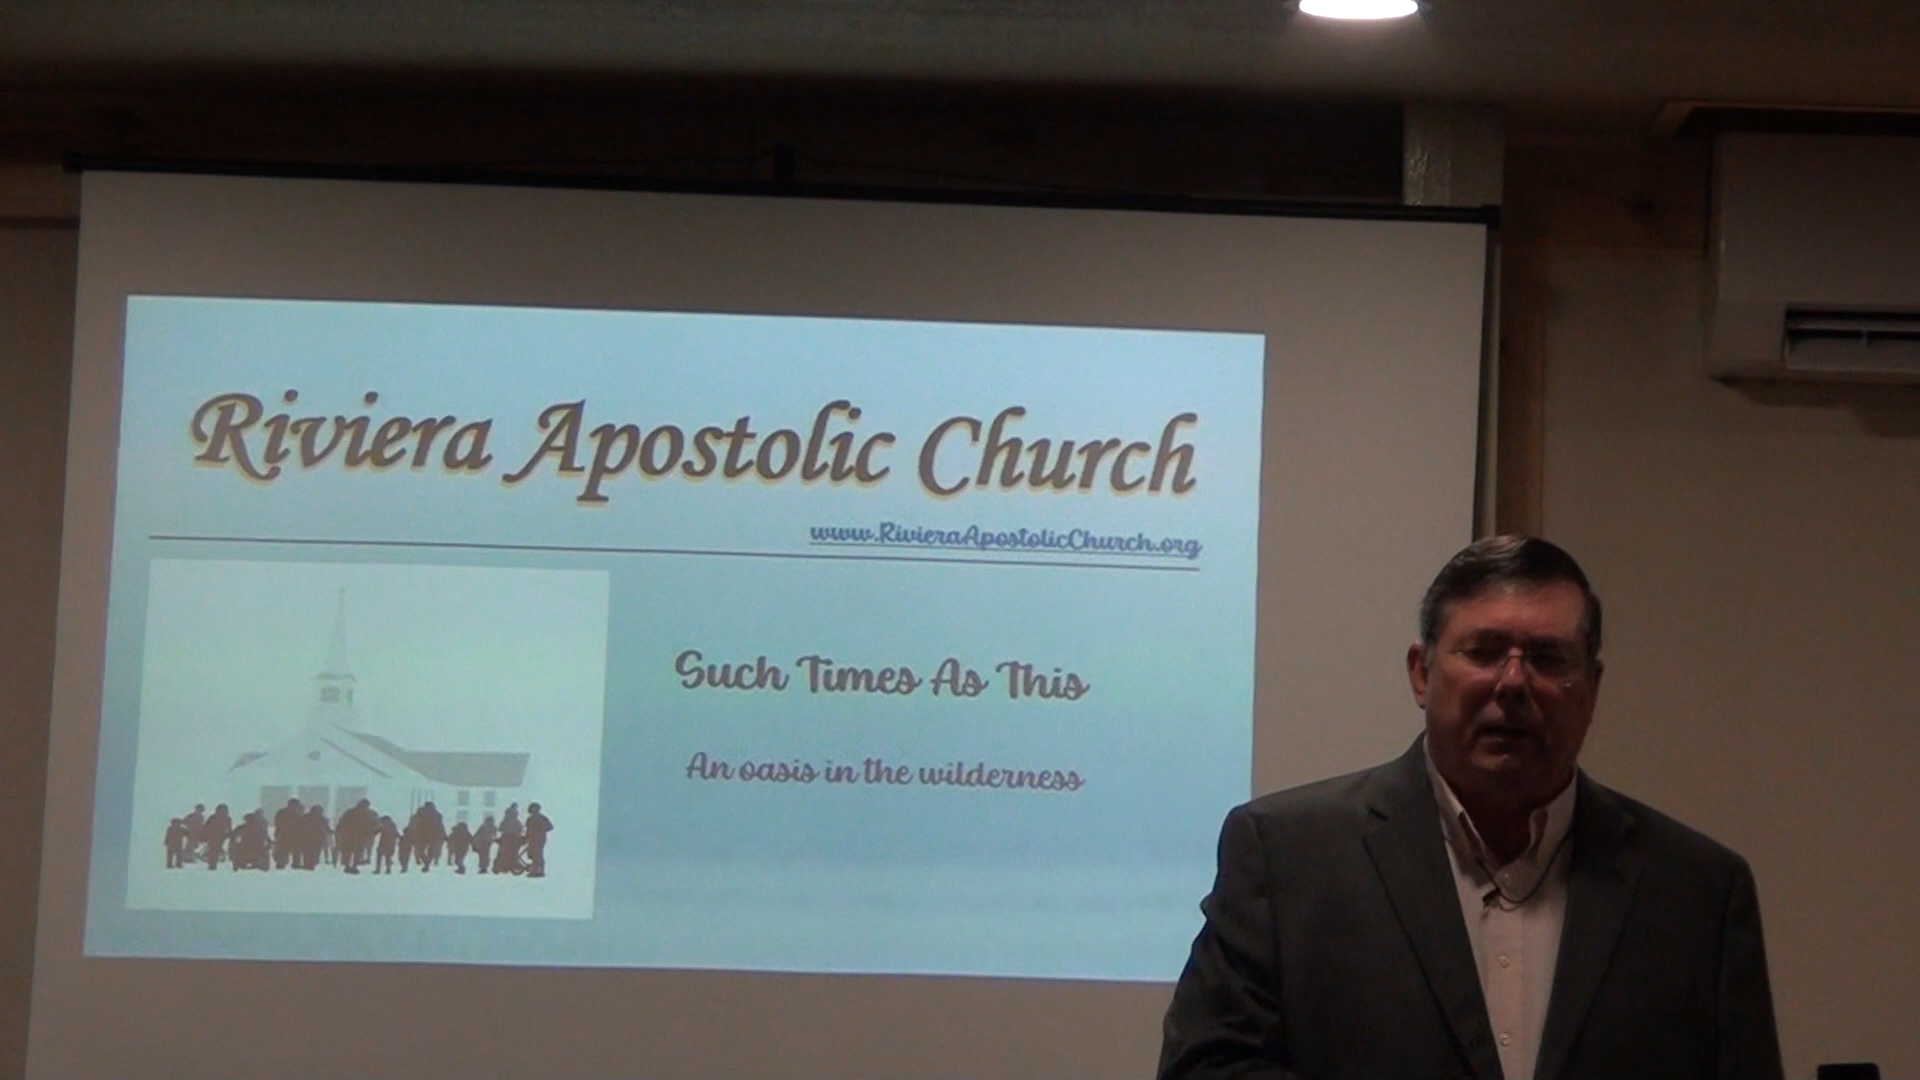 Riviera Apostolic Church
www.RivieraApostolicChurch.org
Such Times As This
An oasis in the wilderness